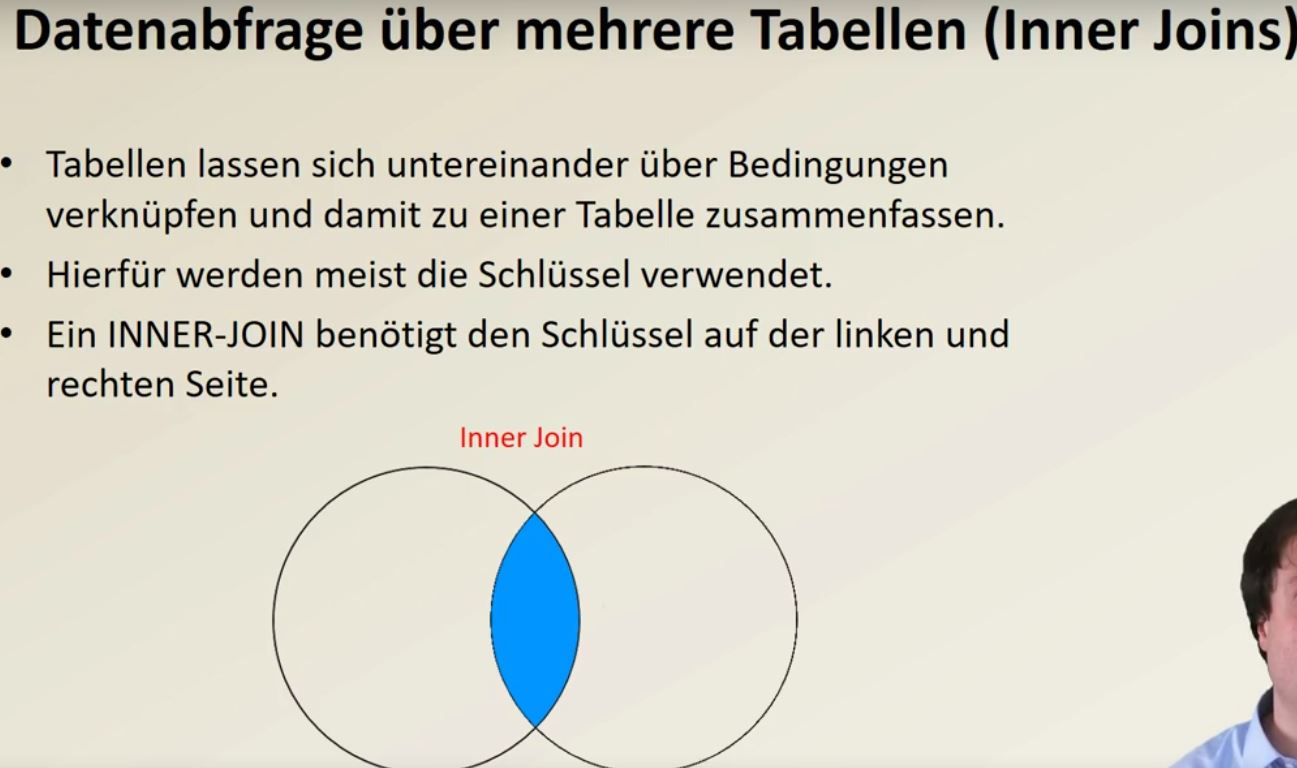 Datenabfrage über mehrere Tabellen (Inner Joins)
• Tabellen lassen sich untereinander über Bedingungen
verknüpfen und damit zu einer Tabelle zusammenfassen.
• Hierfür werden meist die Schlüssel verwendet.
• Ein INNER-JOIN benötigt den Schlüssel auf der linken und
rechten Seite.
Inner Join